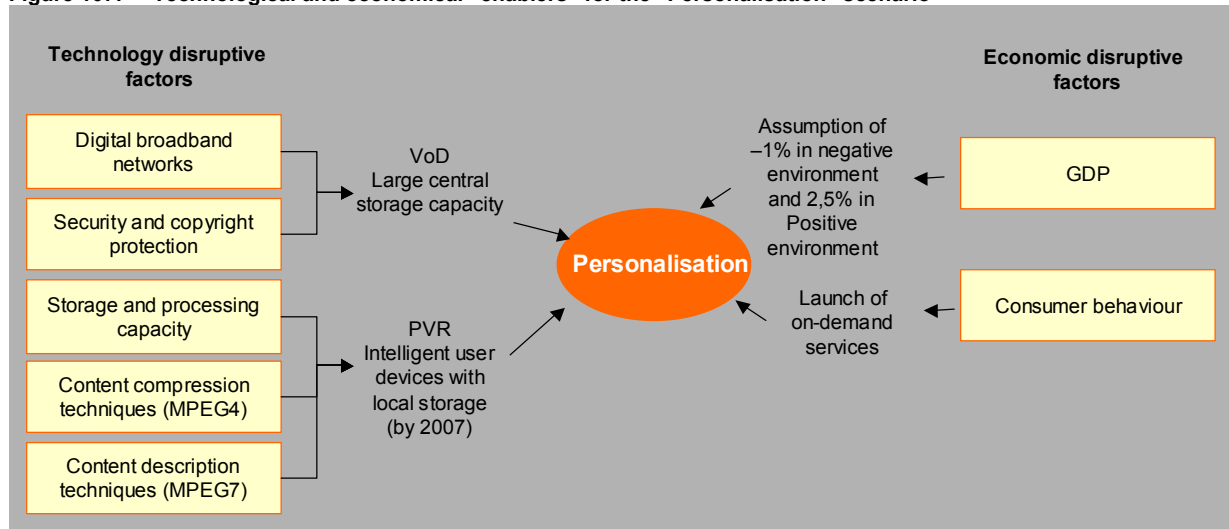 Technology disruptive
factors
Digital broadband
networks
Security and copyright
protection
Storage and processing
capacity
Content compression
techniques (MPEG4)
Content description
techniques (MPEG7)
VoD
Large central
storage capacity
PVR
Intelligent user
devices with
local storage
(by 2007)
Personalisation
Assumption of
–1% in negative
environment
and 2,5% in
Positive
environment
Launch of
on-demand
services
Economic disruptive
factors
GDP
Consumer behaviour